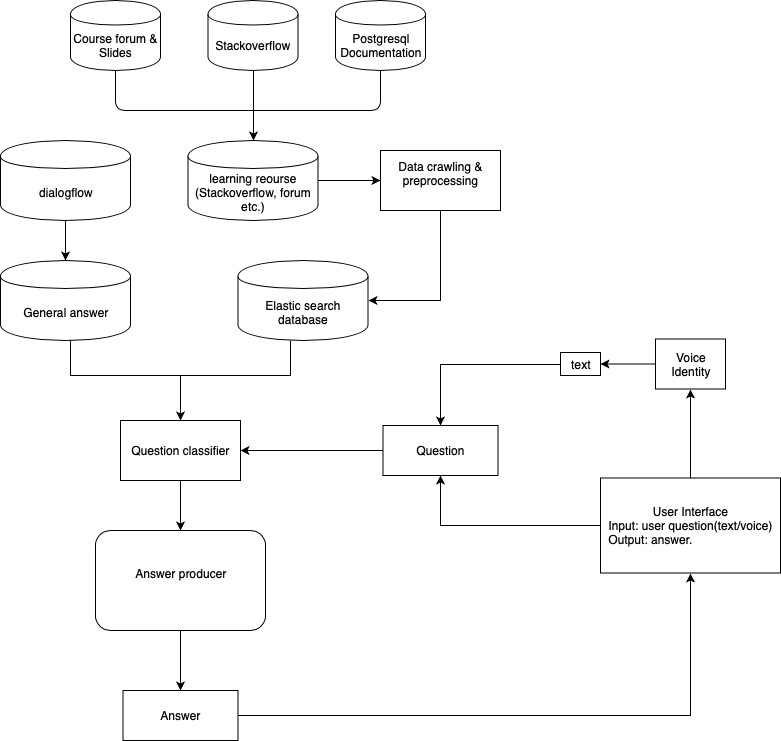 Course forum &
Slides
Stackoverflow
Postgresql
Documentation
learning recourse
(Stackoverflow, forum
etc.)
Data crawling &
preprocessing
dialogflow
General answer
Elastic search
database
Voice
Identity
text
Question classifier
Question
User Interface
Input: user question(text/voice)
Output: answer.
Answer producer
Answer